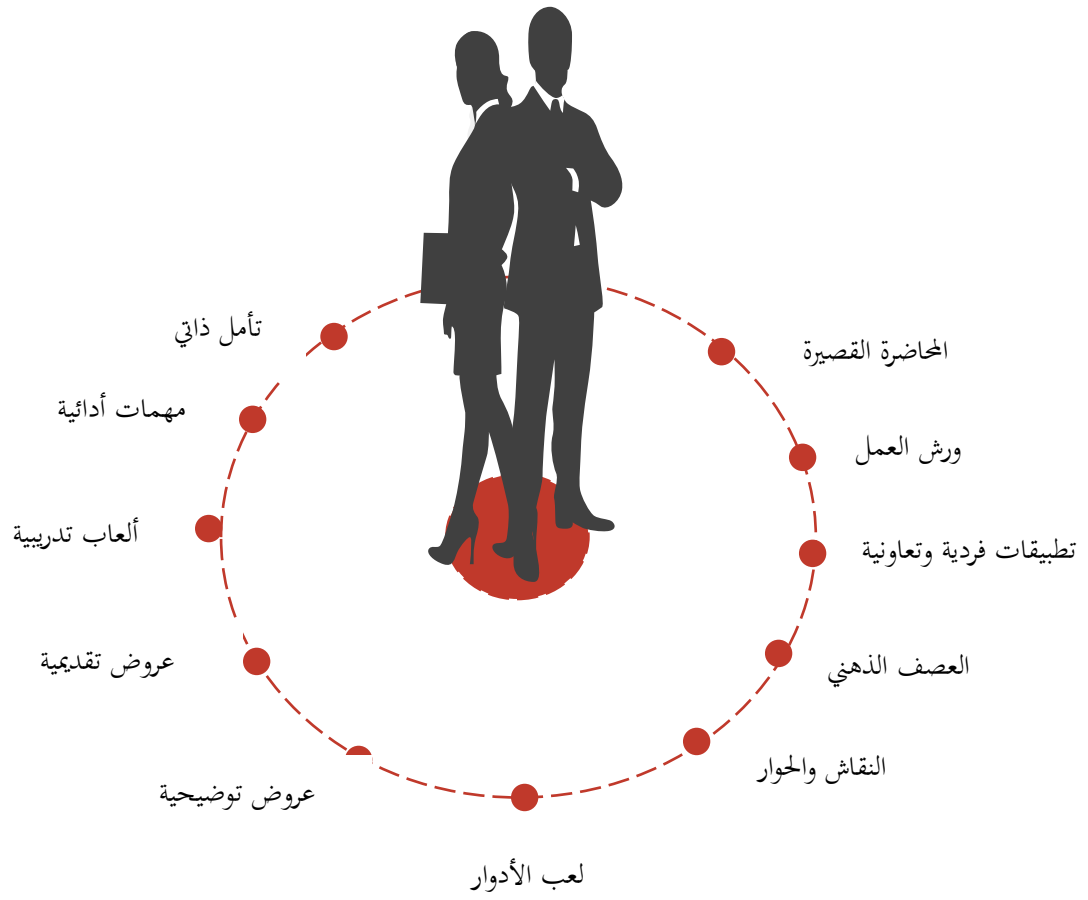 المحاضرة القصيرة
ورش العمل
تطبيقات فردية وتعاونية
العصف الذهني
النقاش والحوار
لعب الأدوار
عروض توضيحية
عروض تقديمية
ألعاب تدريبية
مهمات أدائية
تأمل ذاتي